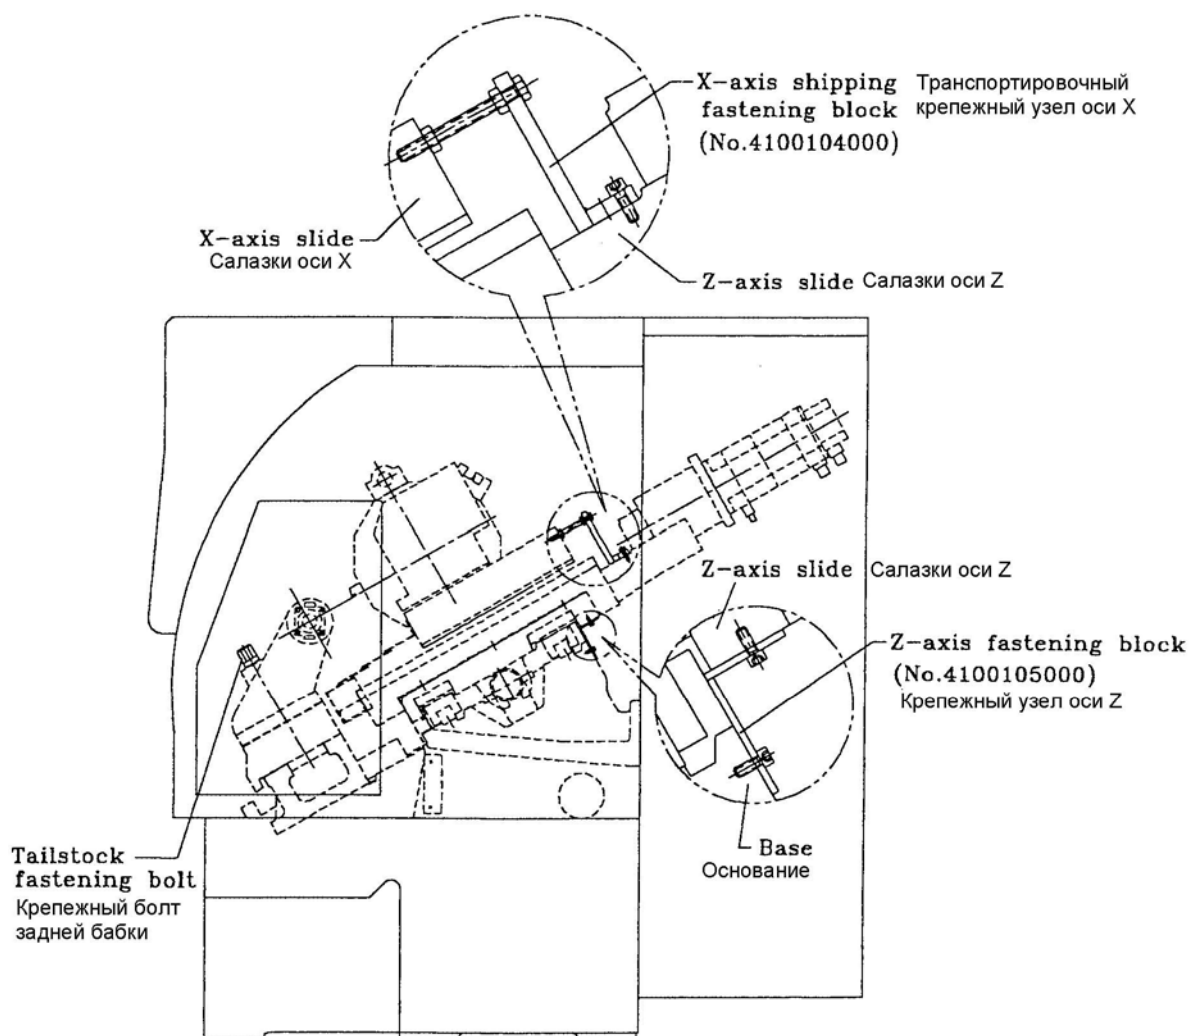 X-axis shipping
fastening block
(No.4100104000)
Транспортировочный
крепежный узел оси X
X-axis slide
Салазки оси X
Z-axis slide Салазки оси Z
Z-axis slide Салазки оси Z
Z-axis fastening block
(No.4100105000)
Крепежный узел оси Z
Base
Основание
Tailstock
fastening bolt
Крепежный болт
задней бабки